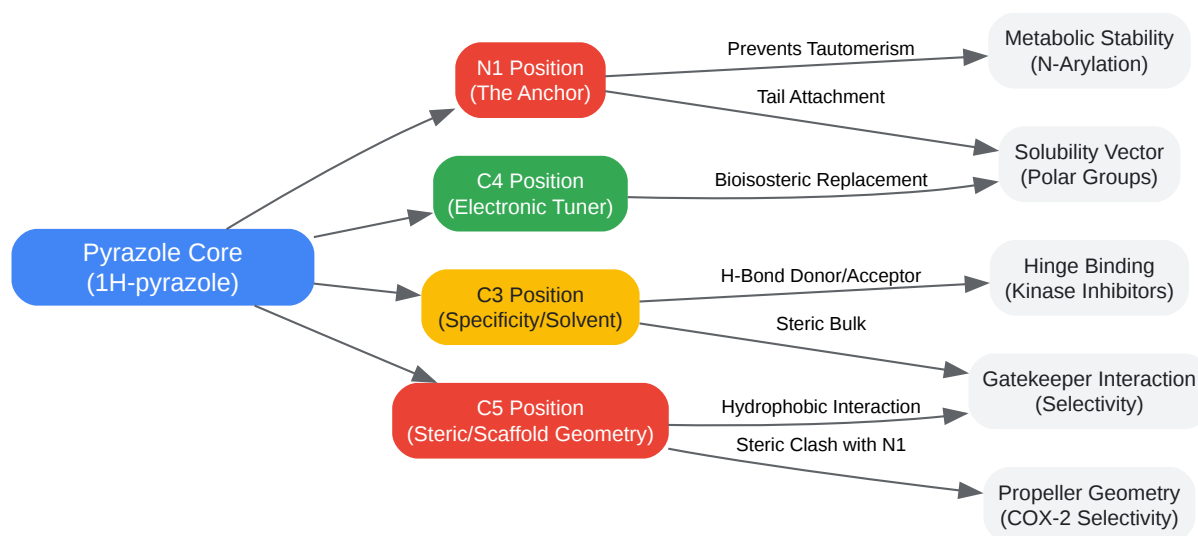 Pyrazole Core
(1H-pyrazole)
N1 Position
(The Anchor)
C4 Position
(Electronic Tuner)
C3 Position
(Specificity/Solvent)
C5 Position
(Steric/Scaffold Geometry)
Prevents Tautomerism
Tail Attachment
Bioisosteric Replacement
H-Bond Donor/Acceptor
Steric Bulk
Hydrophobic Interaction
Steric Clash with N1
Metabolic Stability
(N-Arylation)
Solubility Vector
(Polar Groups)
Hinge Binding
(Kinase Inhibitors)
Gatekeeper Interaction
(Selectivity)
Propeller Geometry
(COX-2 Selectivity)